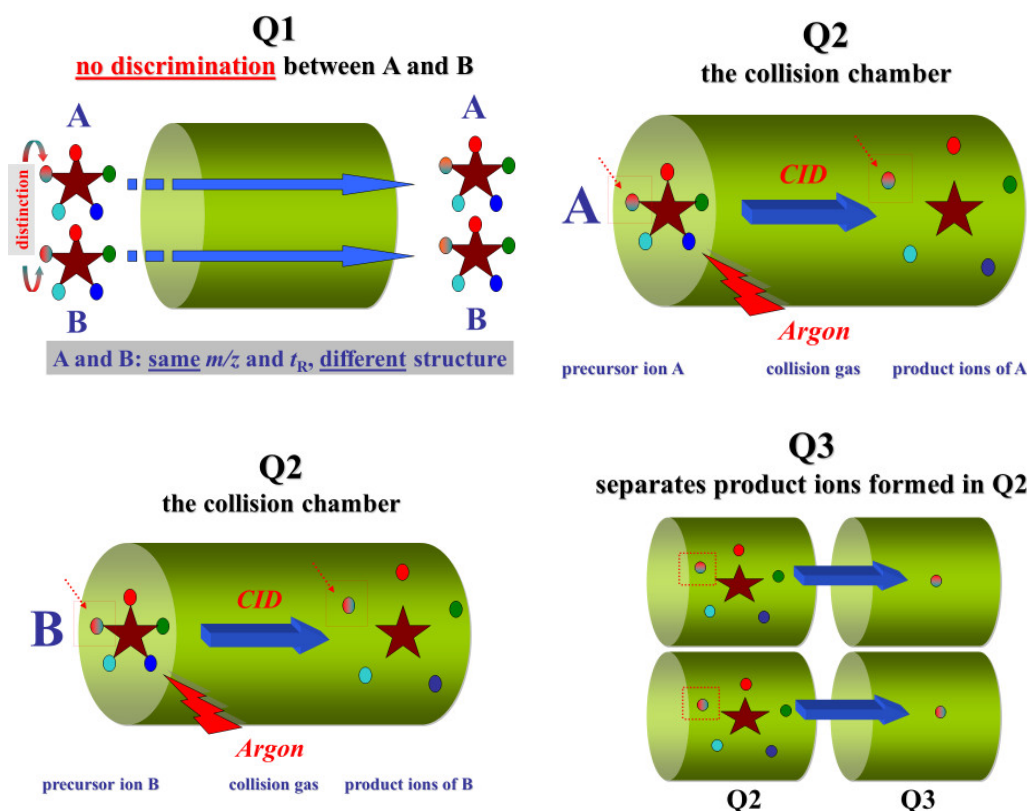 Q1
no discrimination between A and B
A
A
distinction
B
B
A and B: same m/z and tR, different structure
Q2
the collision chamber
A
CID
Argon
precursor ion A collision gas product ions of A
Q2
the collision chamber
B
CID
Argon
precursor ion B collision gas product ions of B
Q3
separates product ions formed in Q2
Q2 Q3